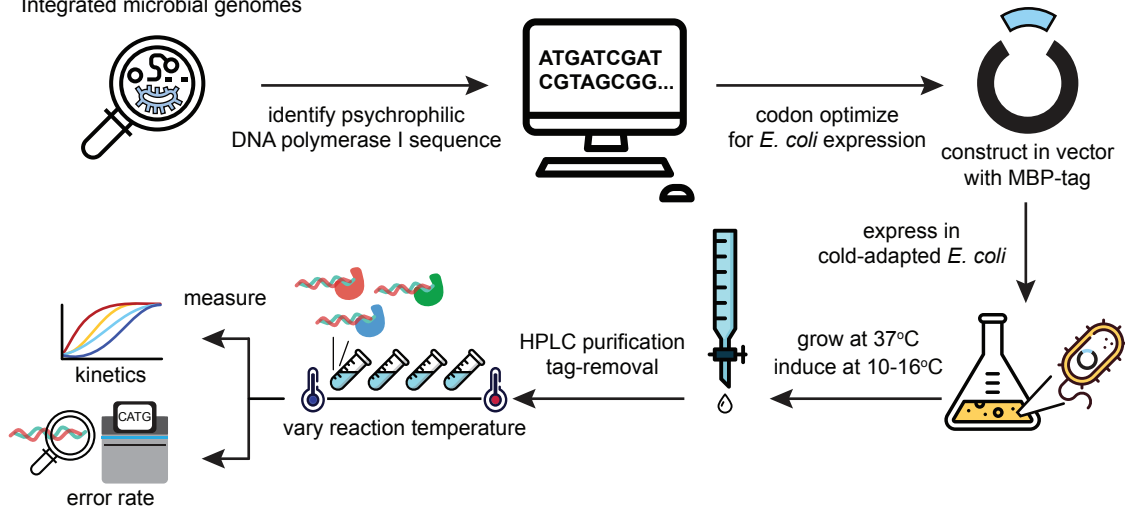 Integrated microbial genomes
identify psychrophilic
DNA polymerase I sequence
ATGATCGAT
CGTAGCGG...
codon optimize
for E. coli expression
construct in vector
with MBP-tag
express in
cold-adapted E. coli
grow at 37°C
induce at 10-16°C
HPLC purification
tag-removal
vary reaction temperature
measure
kinetics
CATG
error rate